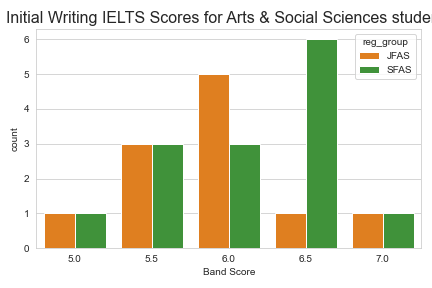 Initial Writing IELTS Scores for Arts & Social Sciences
reg_group
JFAS
SFAS
count
6
5
4
3
2
1
0
5.0 5.5 6.0 6.5 7.0
Band Score